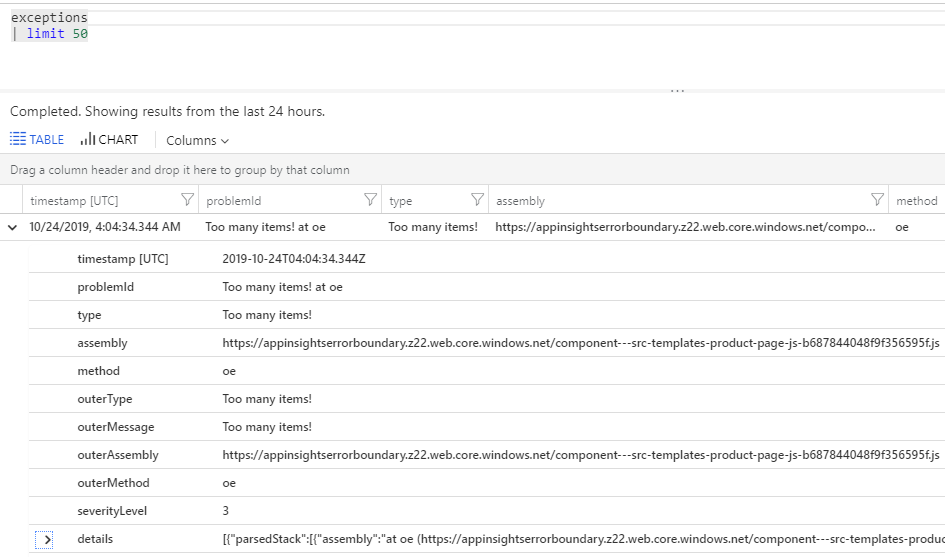 exceptions
| limit 50
...
Completed. Showing results from the last 24 hours.
TABLE CHART Columns
Drag a column header and drop it here to group by that column
timestamp [UTC] problemId type assembly method
10/24/2019, 4:04:34.344 AM Too many items! at oe Too many items! https://appinsightserrorboundary.z22.web.core.windows.net/compo... oe
timestamp [UTC] 2019-10-24T04:04:34.344Z
problemId Too many items! at oe
type Too many items!
assembly https://appinsightserrorboundary.z22.web.core.windows.net/component---src-templates-product-page-js-b687844048f9f356595f.js
method oe
outerType Too many items!
outerMessage Too many items!
outerAssembly https://appinsightserrorboundary.z22.web.core.windows.net/component---src-templates-product-page-js-b687844048f9f356595f.js
outerMethod oe
severityLevel 3
details [{"parsedStack":[{"assembly":"at oe (https://appinsightserrorboundary.z22.web.core.windows.net/component---src-templates-produc